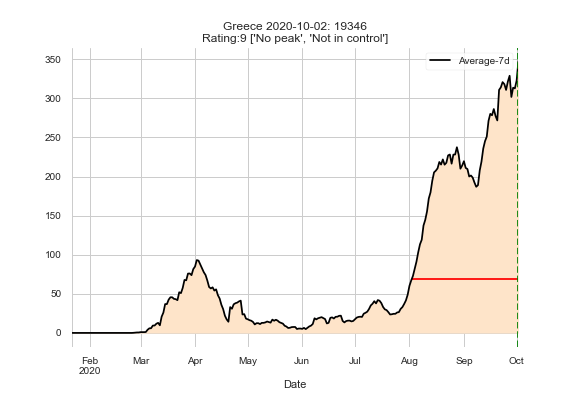 Greece 2020-10-02: 19346
Rating:9 ['No peak', 'Not in control']
Average-7d
350
300
250
200
150
100
50
0
Feb Mar Apr May Jun Jul Aug Sep Oct
2020
Date